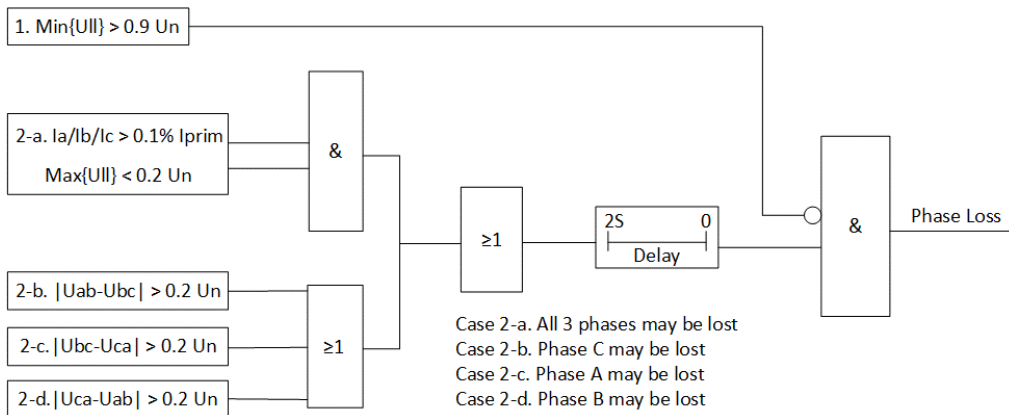 1. Min{Ull} > 0.9 Un
2-a. Ia/Ib/Ic > 0.1% Iprim
Max{Ull} < 0.2 Un
&
≥1
2S 0
Delay
&
Phase Loss
2-b. |Uab-Ubc| > 0.2 Un
2-c.|Ubc-Uca| > 0.2 Un
2-d.|Uca-Uab| > 0.2 Un
≥1
Case 2-a. All 3 phases may be lost
Case 2-b. Phase C may be lost
Case 2-c. Phase A may be lost
Case 2-d. Phase B may be lost